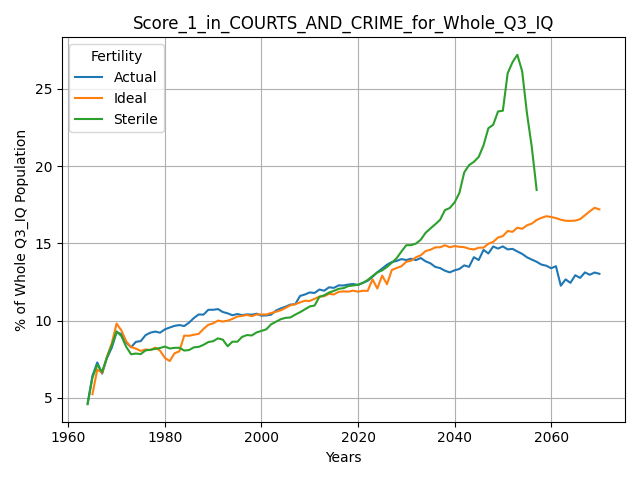 Score_1_in_COURTS_AND_CRIME_for_Whole_Q3_IQ
Fertility
Actual
Ideal
Sterile
% of Whole Q3_IQ Population
25
20
15
10
5
1960 1980 2000 2020 2040 2060
Years